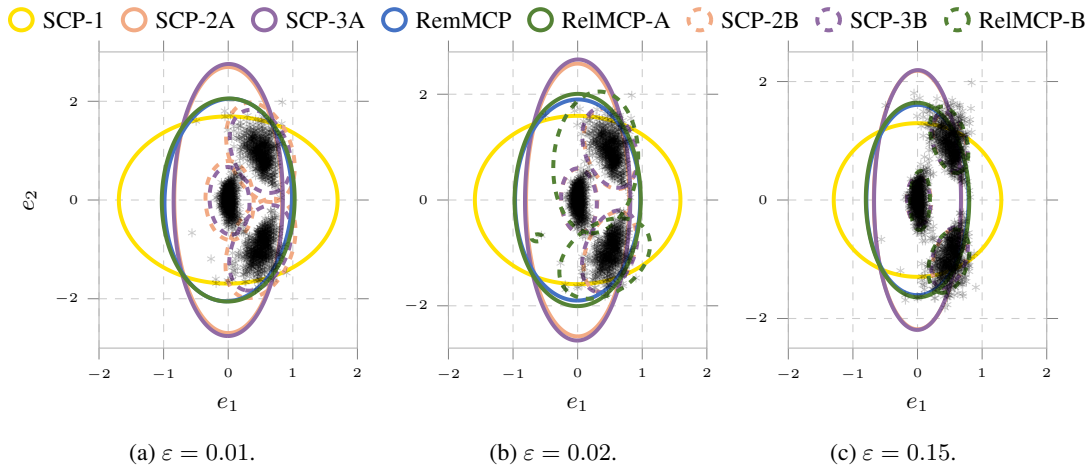 SCP-1 SCP-2A SCP-3A RemMCP RelMCP-A SCP-2B SCP-3B RelMCP-B
2
0
−2
e2
−2 −1 0 1 2
e1
(a) ε = 0.01.
2
0
−2
−2 −1 0 1 2
e1
(b) ε = 0.02.
2
0
−2
−2 −1 0 1 2
e1
(c) ε = 0.15.